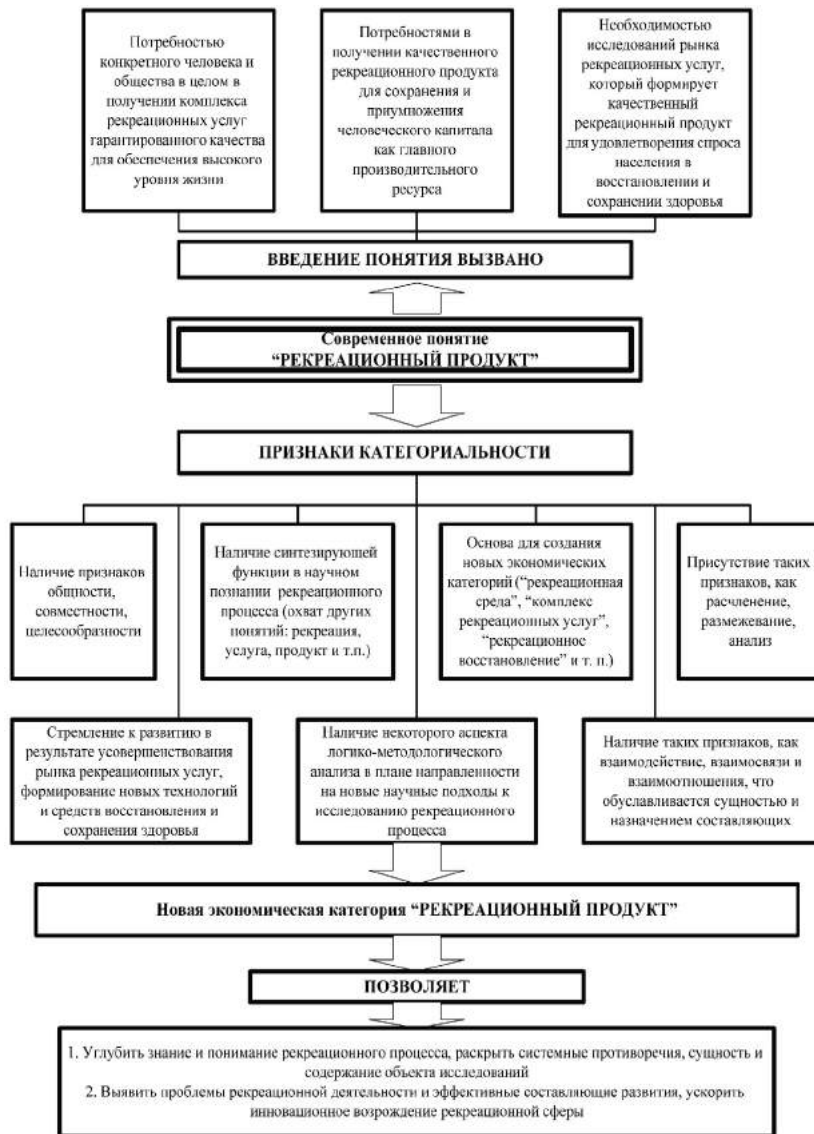 Потребностью
конкретного человека и
общества в целом в
получении комплекса
рекреационных услуг
гарантированного качества
для обеспечения высокого
уровня жизни
Потребностями в
получении качественного
рекреационного продукта
для сохранения и
приумножения
человеческого капитала
как главного
производительного
ресурса
Необходимостью
исследований рынка
рекреационных услуг,
который формирует
качественный
рекреационный продукт
для удовлетворения спроса
населения в
восстановлении и
сохранении здоровья
ВВЕДЕНИЕ ПОНЯТИЯ ВЫЗВАНО
Современное понятие
“РЕКРЕАЦИОННЫЙ ПРОДУКТ”
ПРИЗНАКИ КАТЕГОРИАЛЬНОСТИ
Наличие признаков
общности,
совместности,
целесообразности
Наличие синтезирующей
функции в научном
познании рекреационного
процесса (охват других
понятий: рекреация,
услуга, продукт и т.п.)
Основа для создания
новых экономических
категорий (“рекреационная
среда”, “комплекс
рекреационных услуг”,
“рекреационное
восстановление” и т. п.)
Присутствие таких
признаков, как
расчленение,
размежевание,
анализ
Стремление к развитию в
результате усовершенствования
рынка рекреационных услуг,
формирование новых технологий
и средств восстановления и
сохранения здоровья
Наличие некоторого аспекта
логико-методологического
анализа в плане направленности
на новые научные подходы к
исследованию рекреационного
процесса
Наличие таких признаков, как
взаимодействие, взаимосвязи и
взаимоотношения, что
обуславливается сущностью и
назначением составляющих
Новая экономическая категория “РЕКРЕАЦИОННЫЙ ПРОДУКТ”
ПОЗВОЛЯЕТ
1. Углубить знание и понимание рекреационного процесса, раскрыть системные противоречия, сущность и
содержание объекта исследований
2. Выявить проблемы рекреационной деятельности и эффективные составляющие развития, ускорить
инновационное возрождение рекреационной сферы